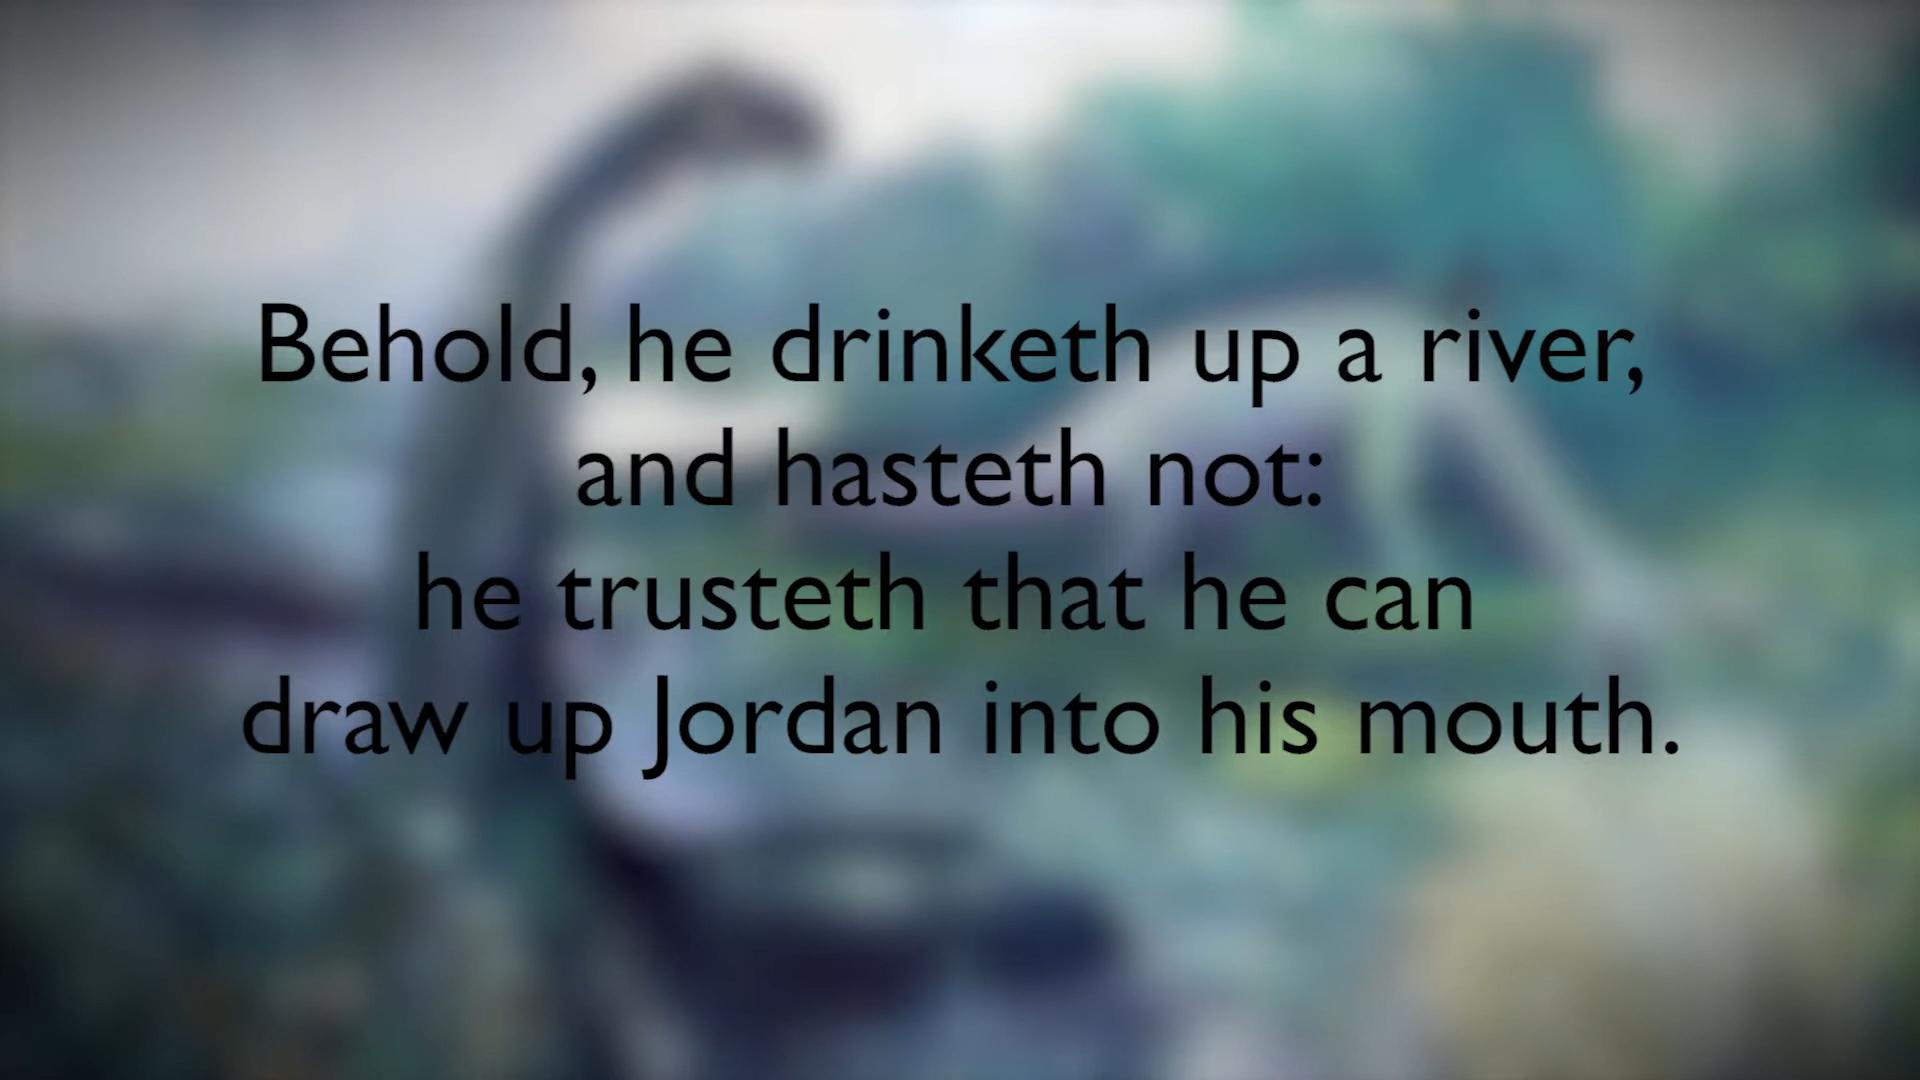 Behold, he drinketh up a river,
and hasteth not:
he trusteth that he can
draw up Jordan into his mouth.